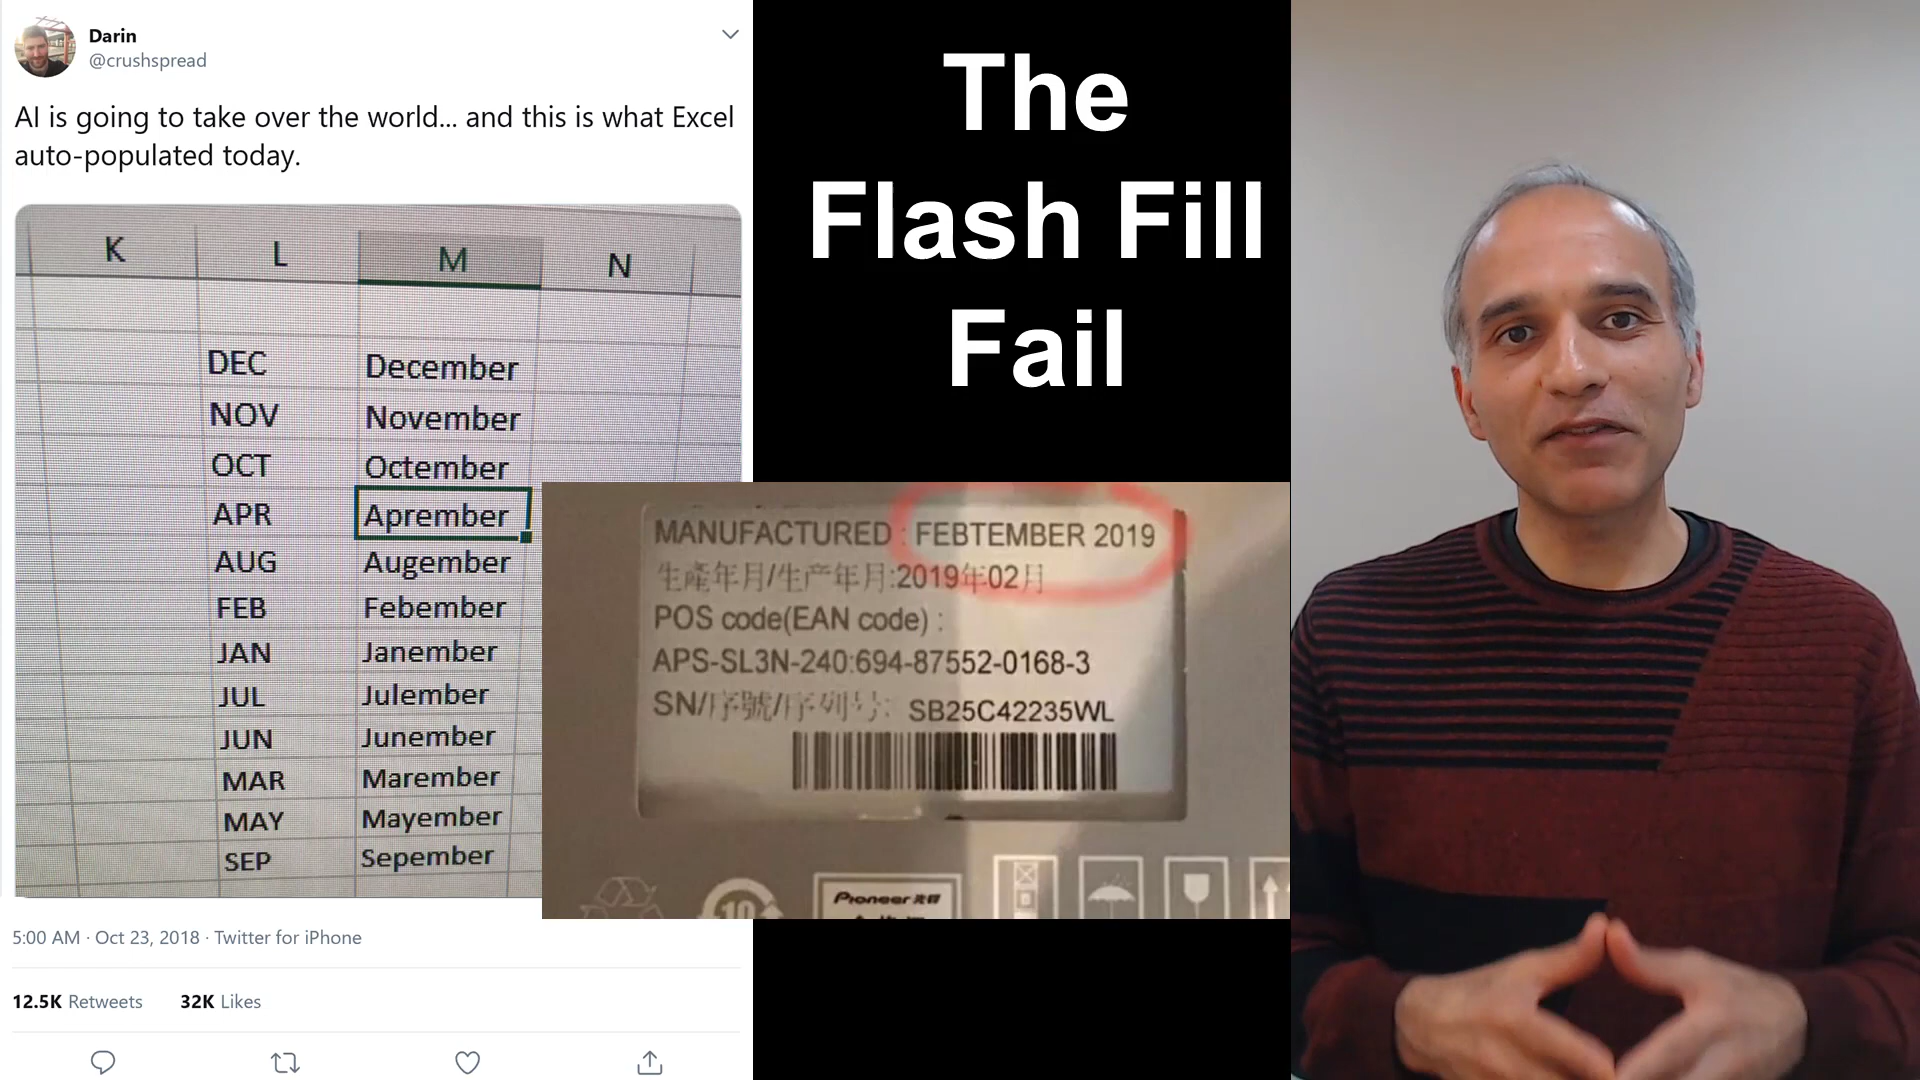 Darin
@crushspread
AI is going to take over the world... and this is what Excel
auto-populated today.
K L M N
DEC December
NOV November
OCT Octember
APR Aprember
AUG Augember
FEB Febember
JAN Janember
JUL Julember
JUN Junember
MAR Marember
MAY Mayember
SEP Sepember
5:00 AM · Oct 23, 2018 · Twitter for iPhone
12.5K Retweets 32K Likes
The
Flash Fill
Fail
MANUFACTURED : FEBTEMBER 2019
生產年月/生产年月:2019年02月
POS code(EAN code) :
APS-SL3N-240:694-87552-0168-3
SN/序號/序列号: SB25C42235WL
10
Pioneer